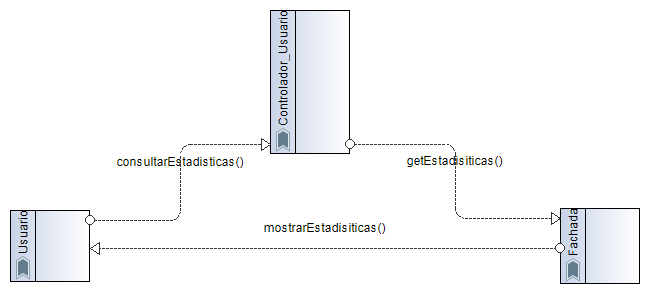 Controlador_Usuario
consultarEstadisticas()
getEstadisiticas()
Usuario
mostrarEstadisiticas()
Fachada